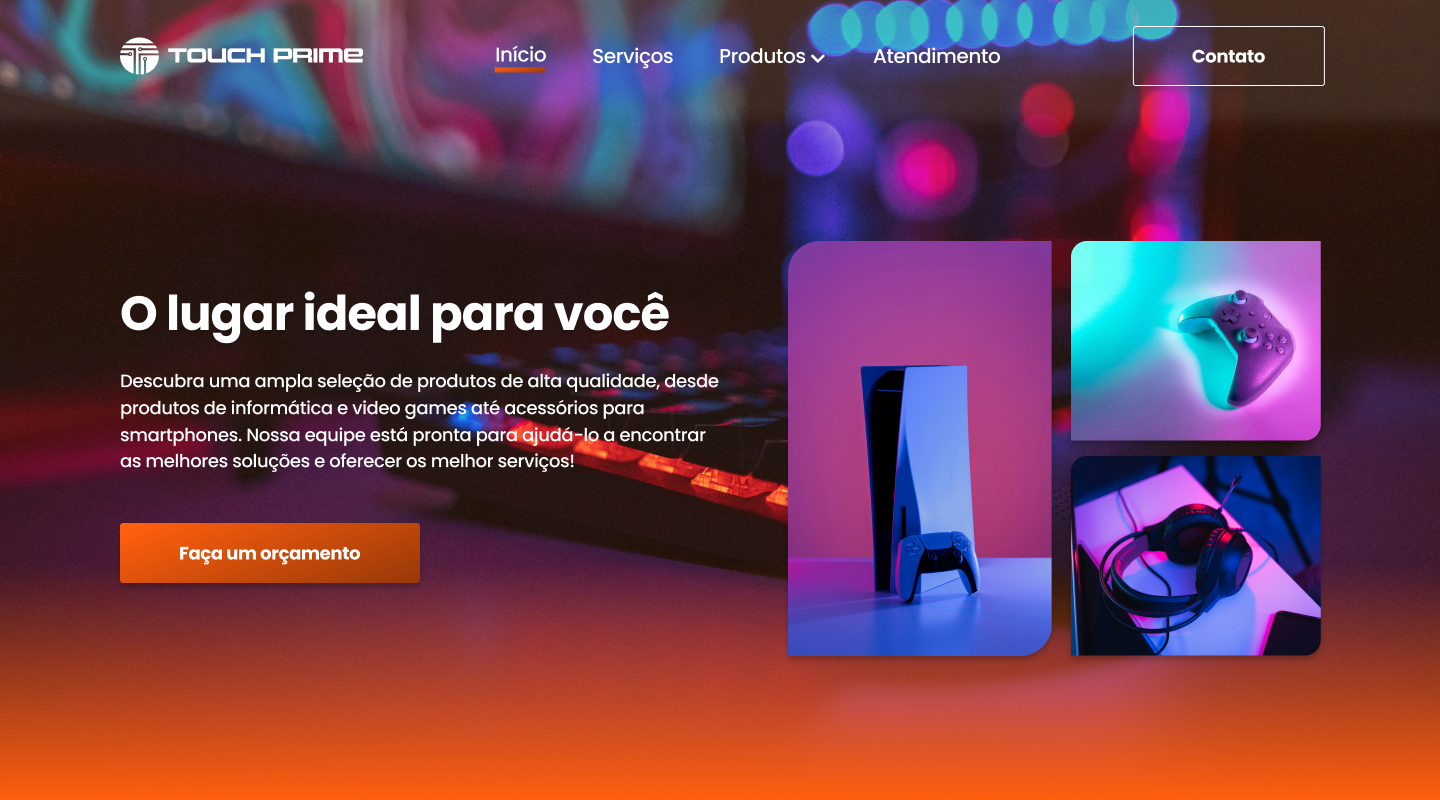 TOUCH PRIME
Início
Serviços
Produtos
Atendimento
Contato
O lugar ideal para você
Descubra uma ampla seleção de produtos de alta qualidade, desde
produtos de informática e video games até acessórios para
smartphones. Nossa equipe está pronta para ajudá-lo a encontrar
as melhores soluções e oferecer os melhor serviços!
Faça um orçamento